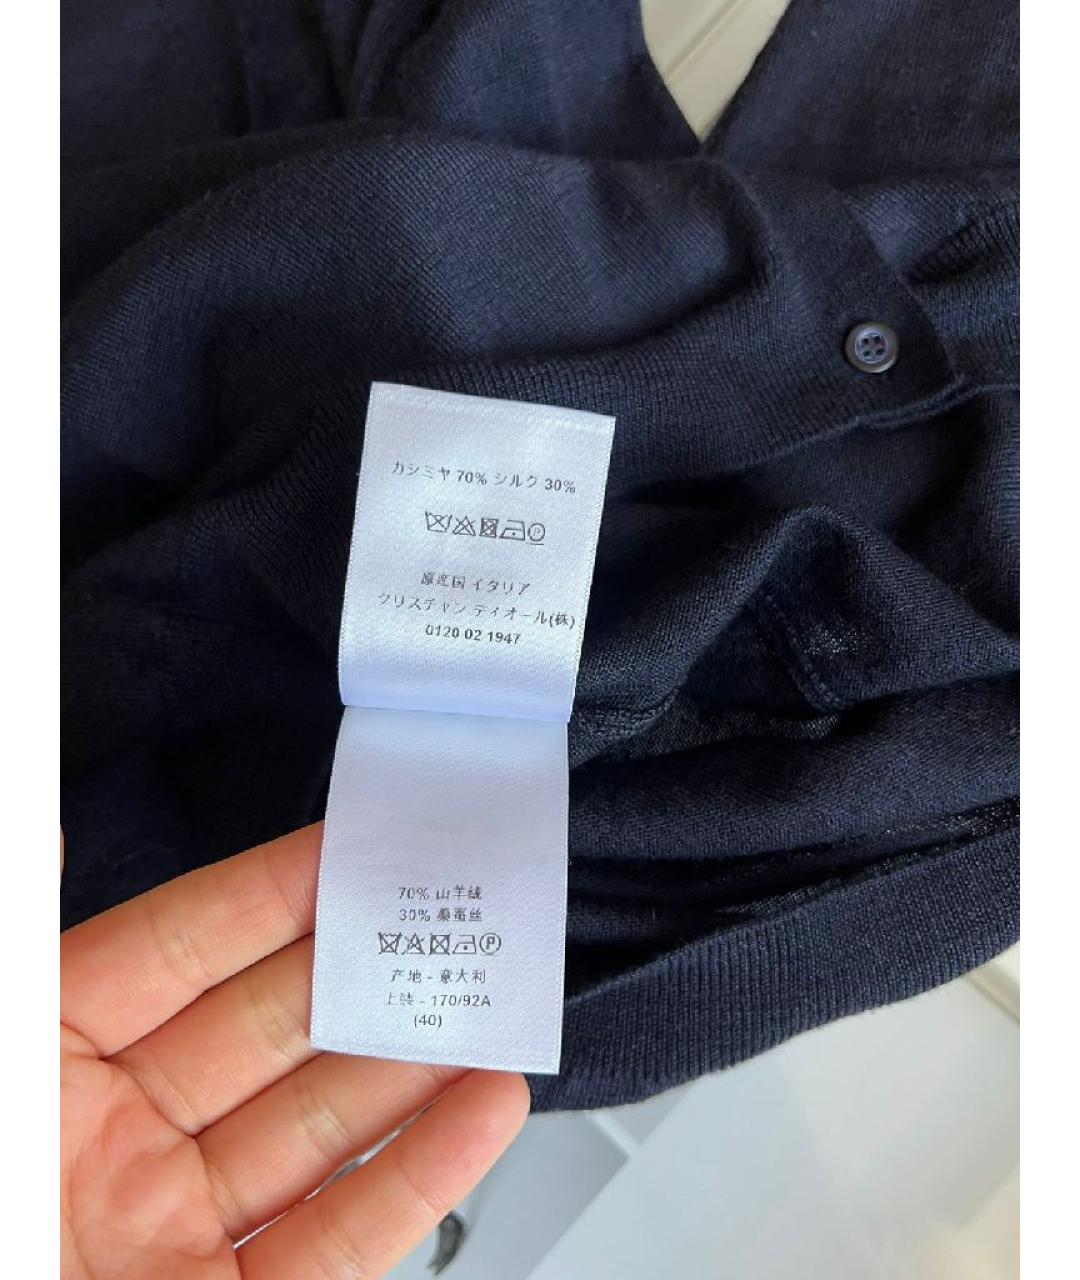 カシミヤ 70% シルク 30%
原産国 イタリア
クリスチャン ディオール(株)
0120 02 1947
70% 山羊绒
30% 桑蚕丝
P
产地 - 意大利
上装 - 170/92A
(40)